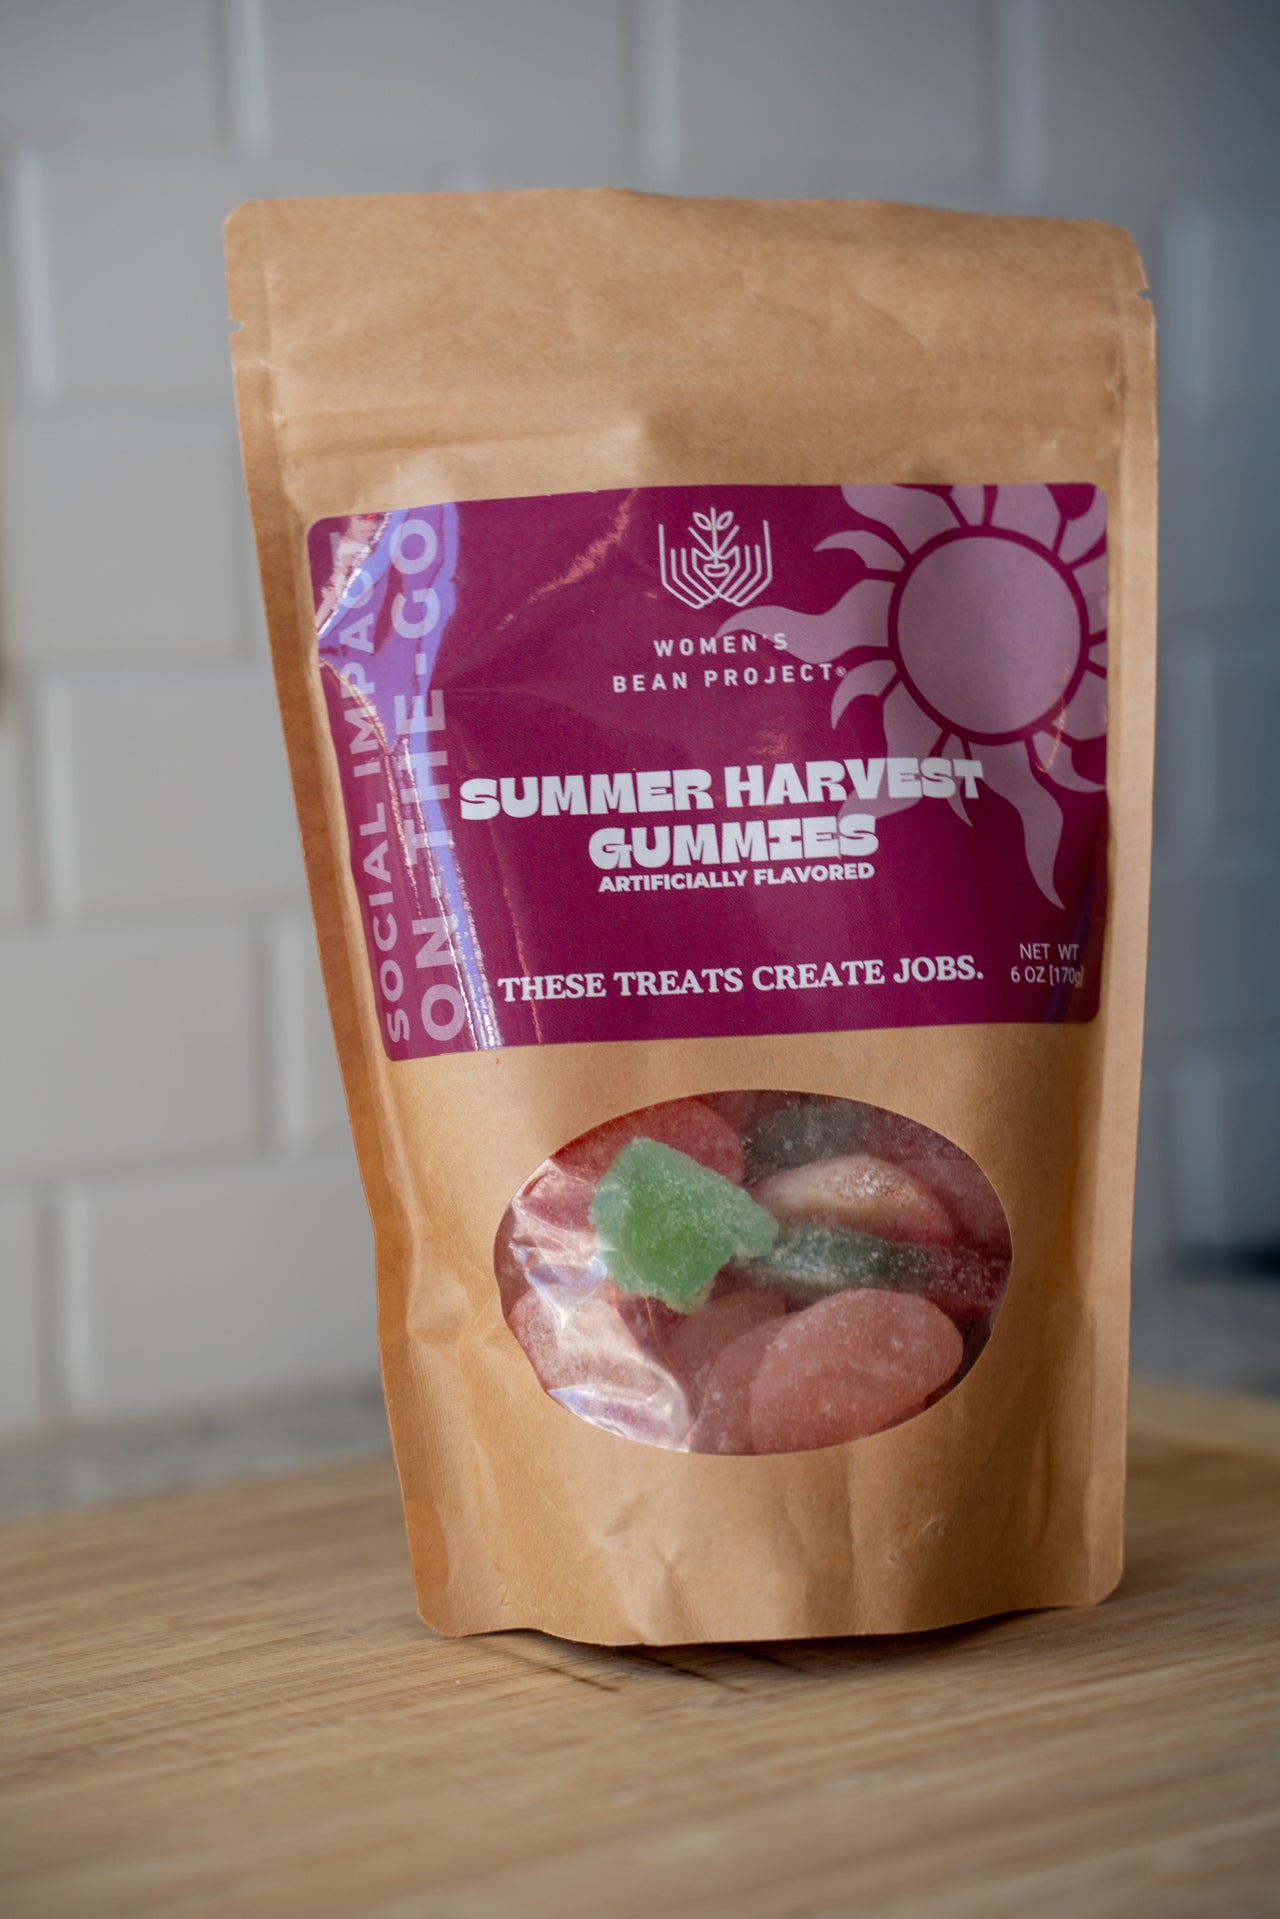 WOMEN'S
BEAN PROJECT®
SOCIAL IMPACT
ON-THE-GO
SUMMER HARVEST
GUMMIES
ARTIFICIALLY FLAVORED
THESE TREATS CREATE JOBS.
NET WT
6 OZ [170g]